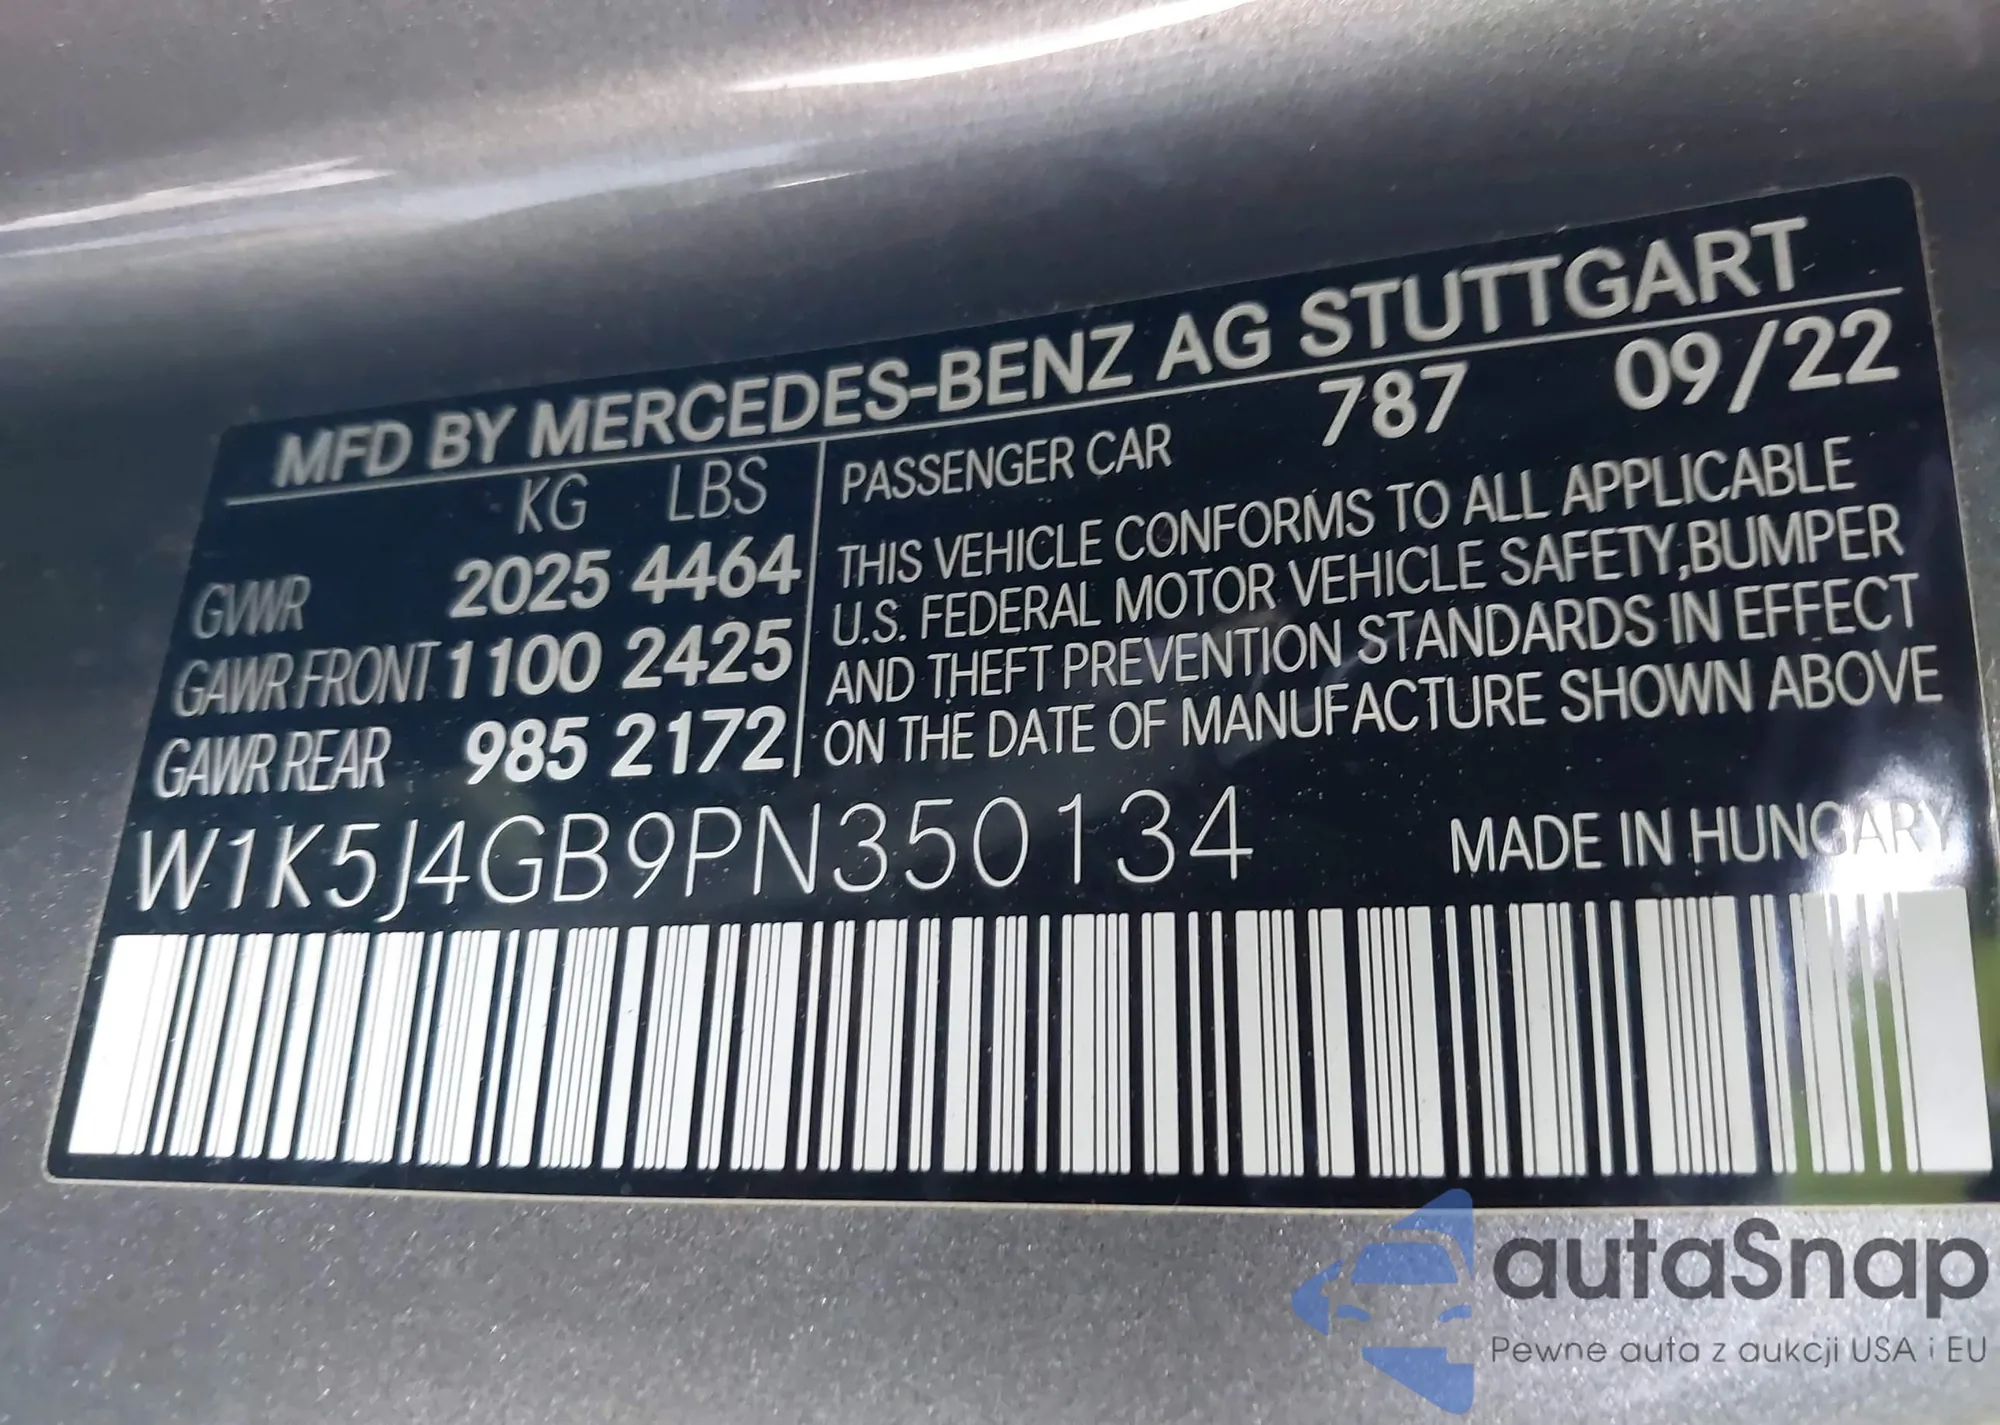 MFD BY MERCEDES-BENZ AG STUTTGART
KG LBS
GVWR 2025 4464
GAWR FRONT 1100 2425
GAWR REAR 985 2172
PASSENGER CAR 787 09/22
THIS VEHICLE CONFORMS TO ALL APPLICABLE
U.S. FEDERAL MOTOR VEHICLE SAFETY,BUMPER
AND THEFT PREVENTION STANDARDS IN EFFECT
ON THE DATE OF MANUFACTURE SHOWN ABOVE
W1K5J4GB9PN350134 MADE IN HUNGARY
autaSnap
Pewne auta z aukcji USA i EU